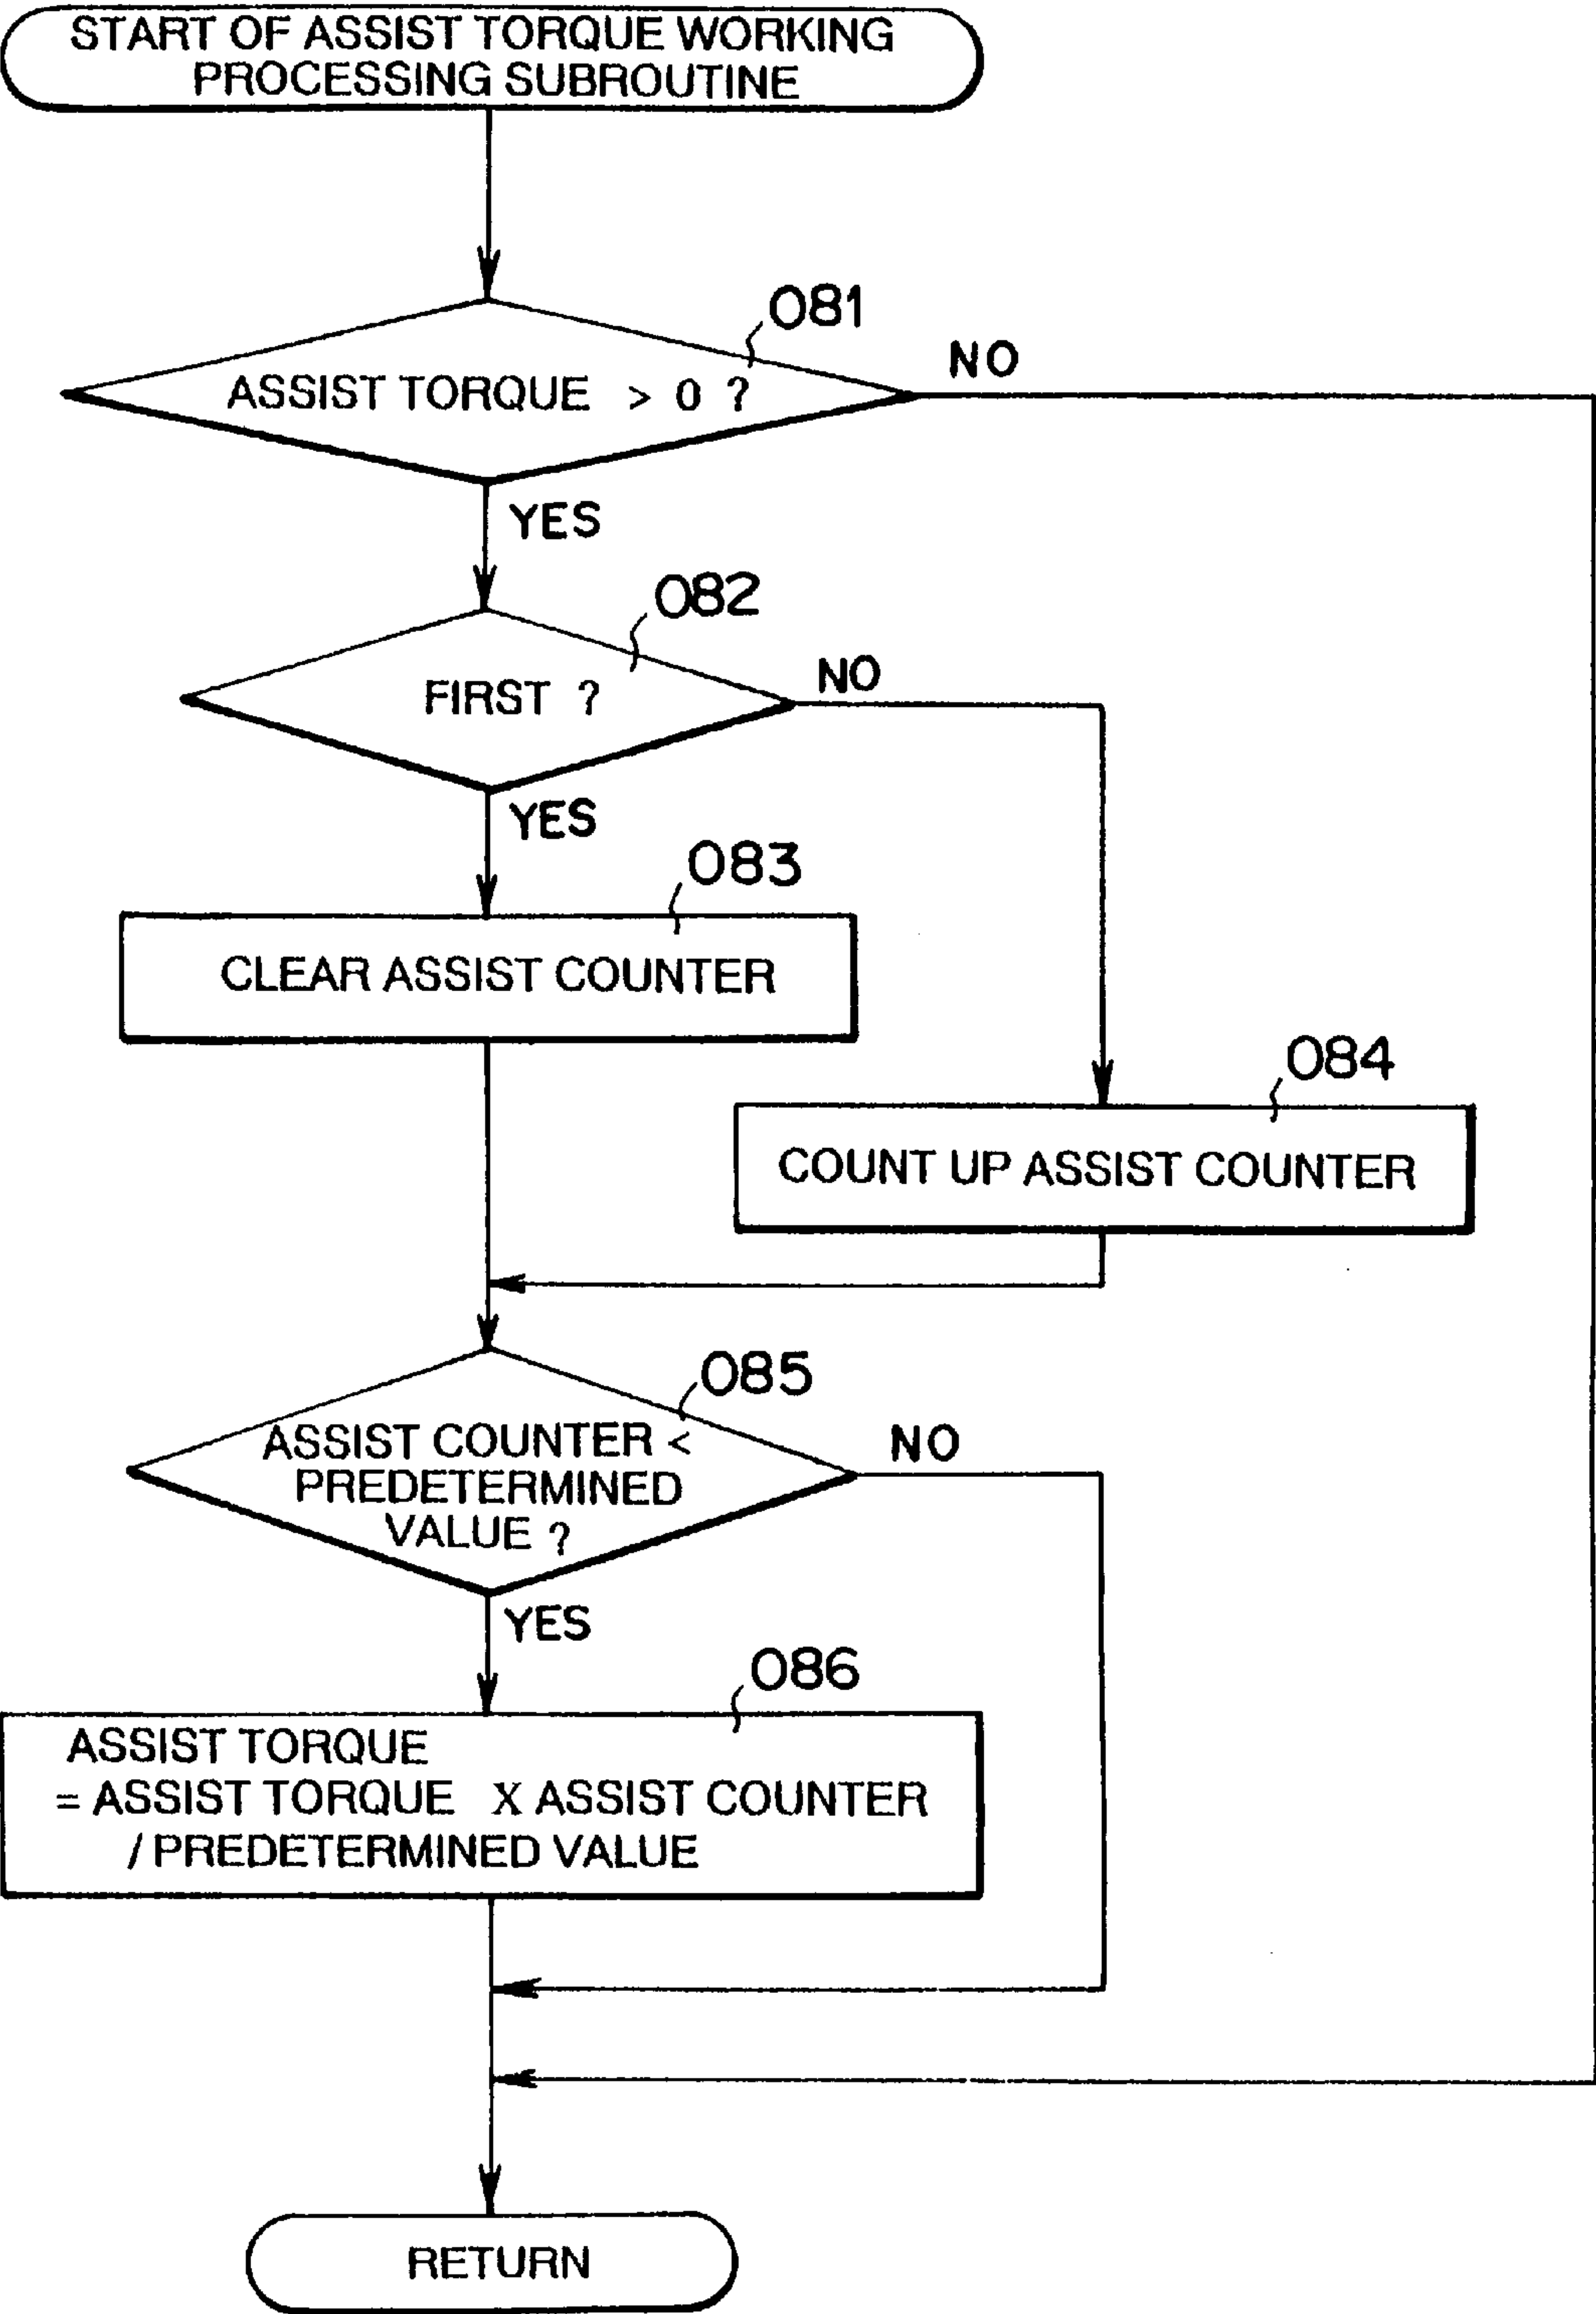 START OF ASSIST TORQUE WORKING
PROCESSING SUBROUTINE
081
ASSIST TORQUE > 0 ?
NO
YES
082
FIRST ?
NO
YES
083
CLEAR ASSIST COUNTER
084
COUNT UP ASSIST COUNTER
085
ASSIST COUNTER <
PREDETERMINED
VALUE ?
NO
YES
086
ASSIST TORQUE
= ASSIST TORQUE X ASSIST COUNTER
/ PREDETERMINED VALUE
RETURN